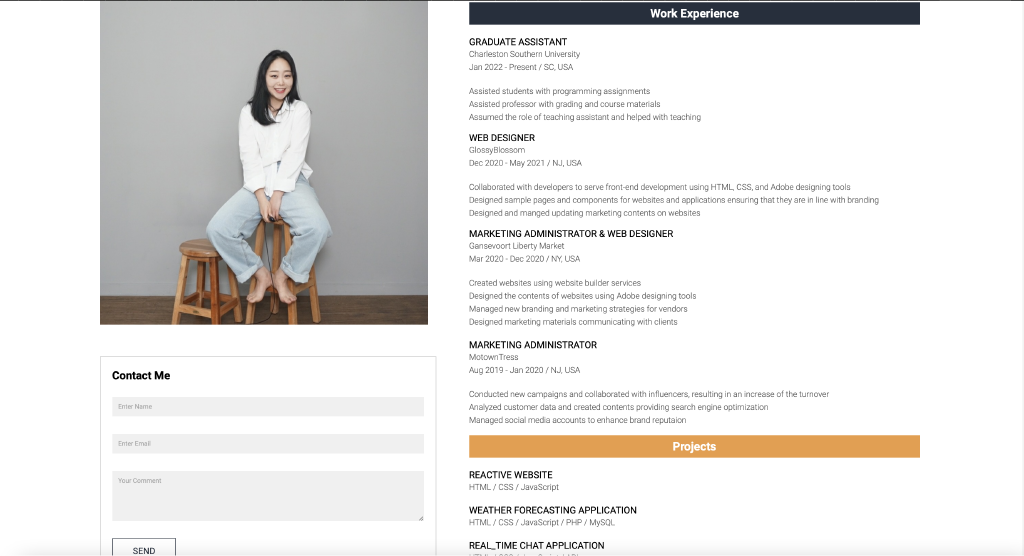 Work Experience
GRADUATE ASSISTANT
Charleston Southern University
Jan 2022 - Present / SC, USA
Assisted students with programming assignments
Assisted professor with grading and course materials
Assumed the role of teaching assistant and helped with teaching
WEB DESIGNER
GlossyBlossom
Dec 2020 - May 2021 / NJ, USA
Collaborated with developers to serve front-end development using HTML, CSS, and Adobe designing tools
Designed sample pages and components for websites and applications ensuring that they are in line with branding
Designed and manged updating marketing contents on websites
MARKETING ADMINISTRATOR & WEB DESIGNER
Gansevoort Liberty Market
Mar 2020 - Dec 2020 / NY, USA
Created websites using website builder services
Designed the contents of websites using Adobe designing tools
Managed new branding and marketing strategies for vendors
Designed marketing materials communicating with clients
MARKETING ADMINISTRATOR
MotownTress
Aug 2019 - Jan 2020 / NJ, USA
Conducted new campaigns and collaborated with influencers, resulting in an increase of the turnover
Analyzed customer data and created contents providing search engine optimization
Managed social media accounts to enhance brand reputaion
Projects
REACTIVE WEBSITE
HTML / CSS / JavaScript
WEATHER FORECASTING APPLICATION
HTML / CSS / JavaScript / PHP / MySQL
REAL_TIME CHAT APPLICATION
Contact Me
Enter Name
Enter Email
Your Comment
SEND